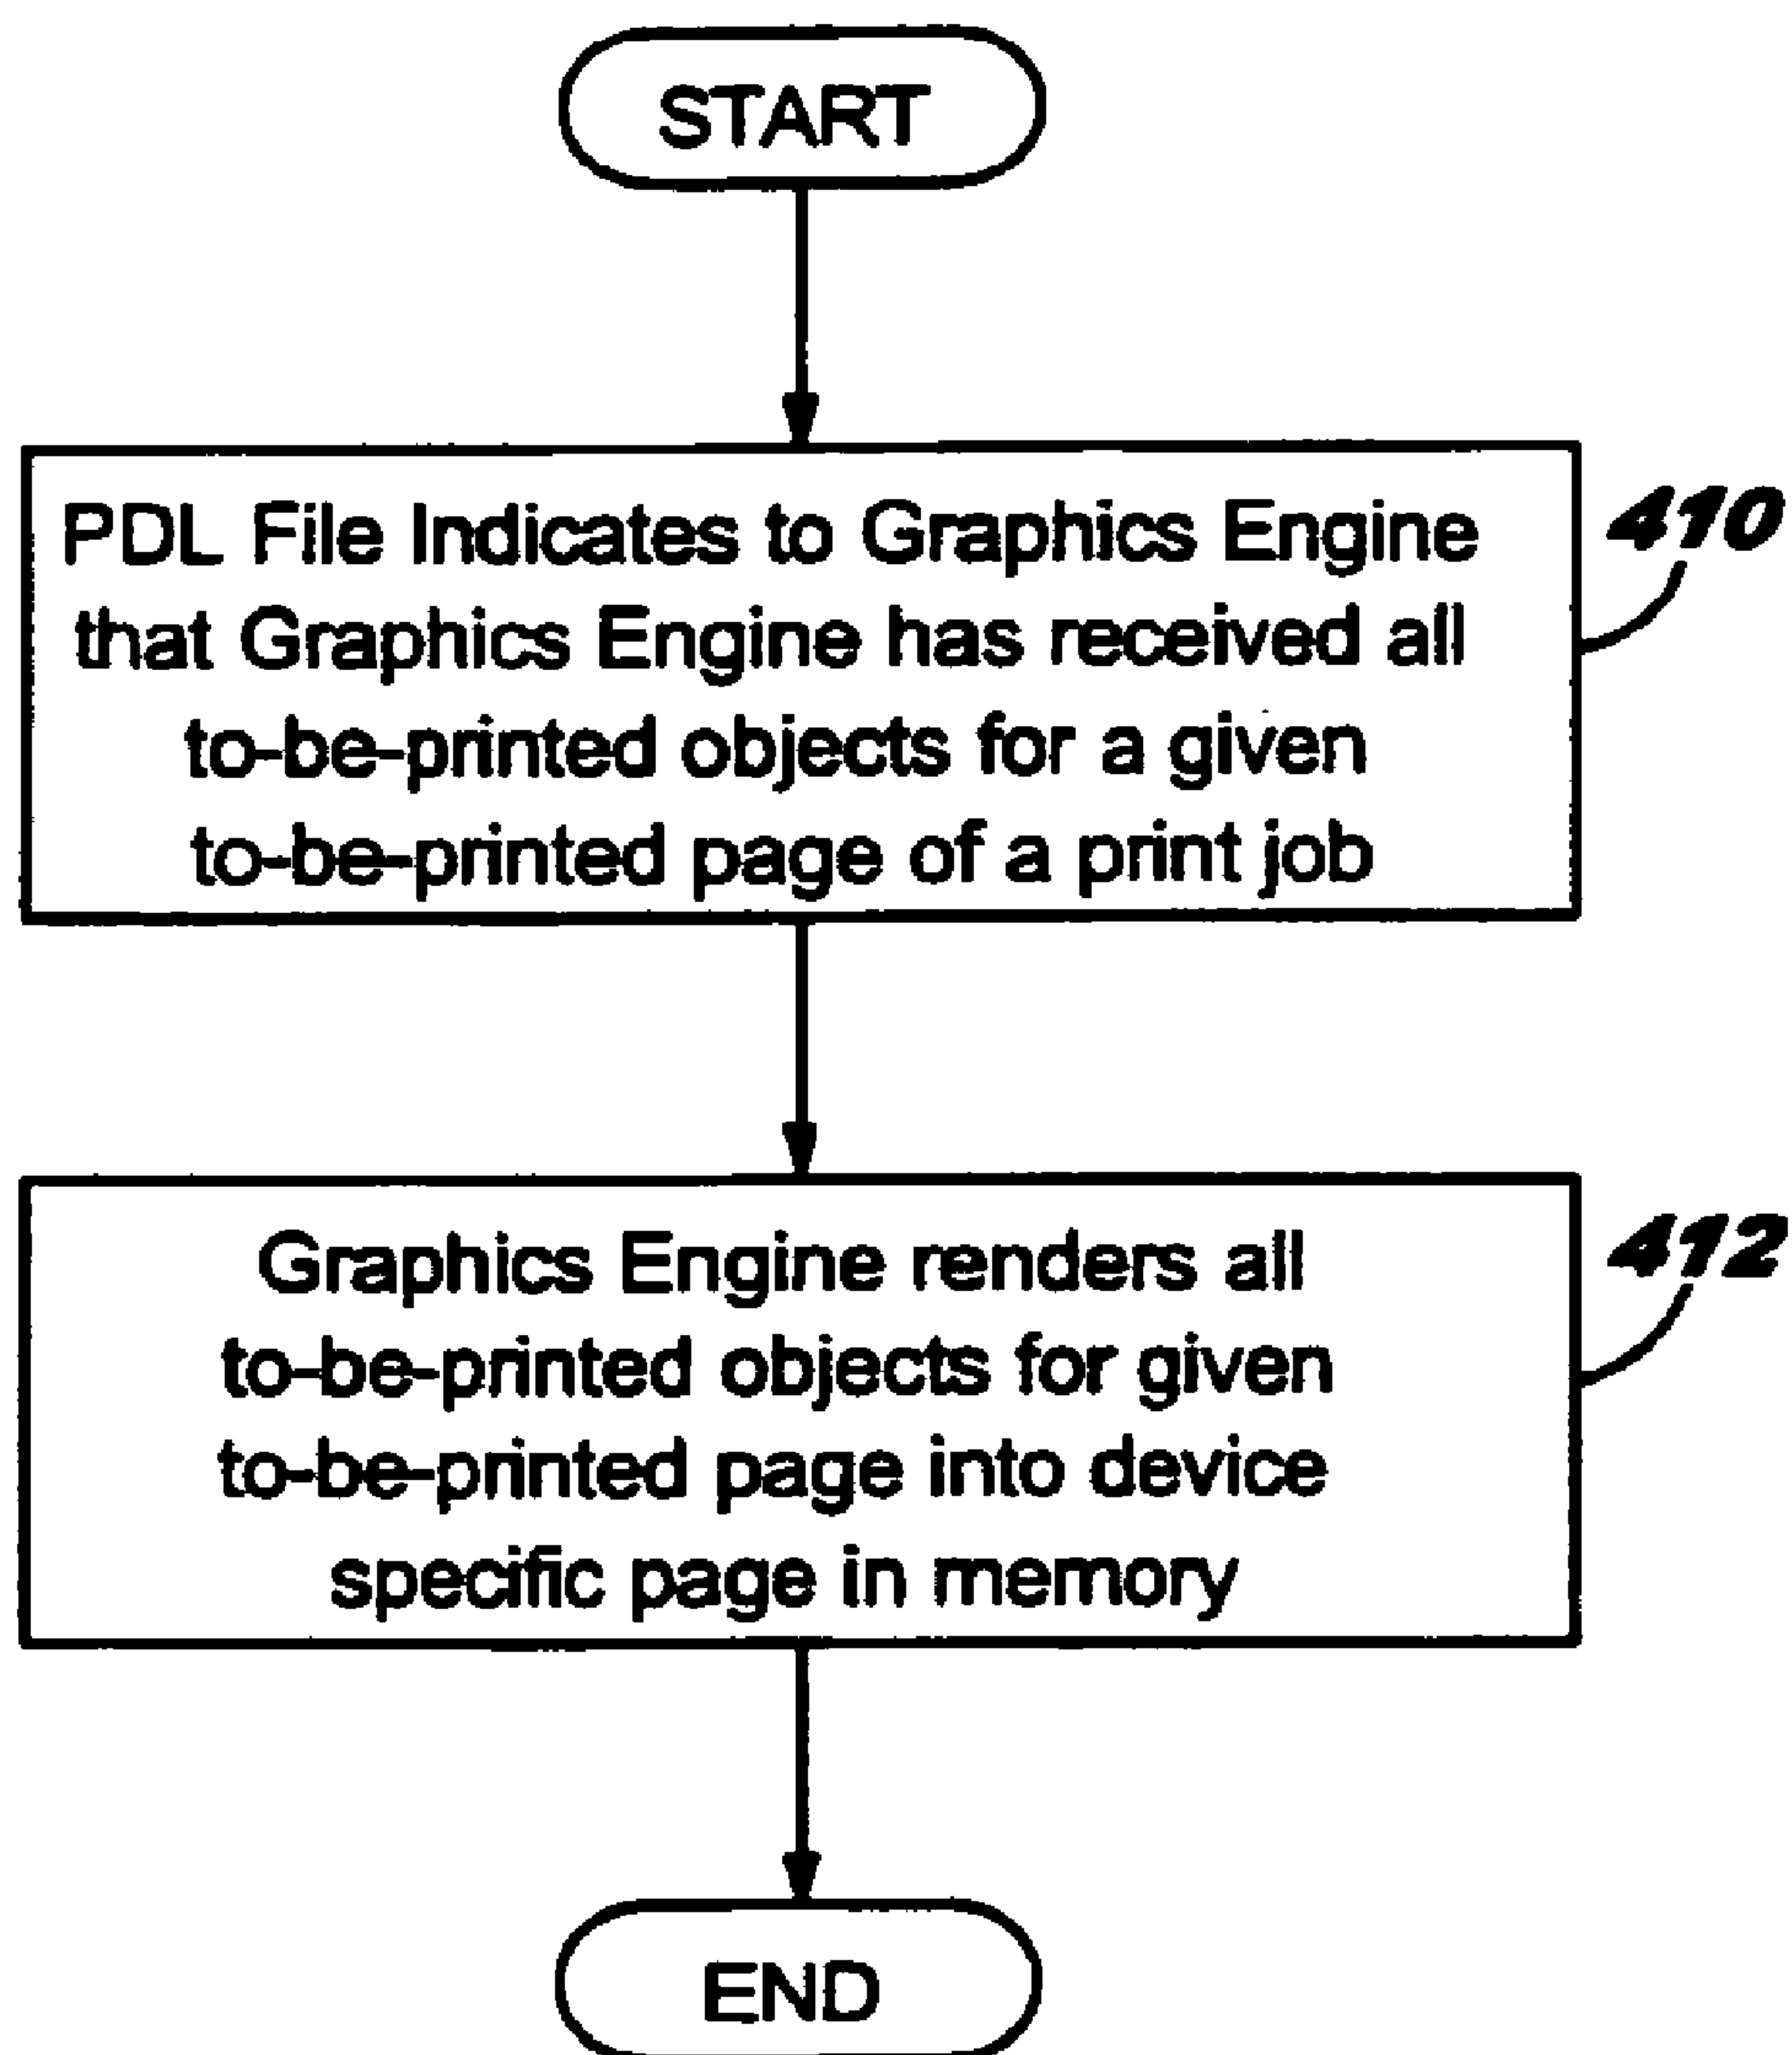 START
PDL File Indicates to Graphics Engine
that Graphics Engine has received all
to-be-printed objects for a given
to-be-printed page of a print job
410
Graphics Engine renders all
to-be-printed objects for given
to-be-printed page into device
specific page in memory
412
END